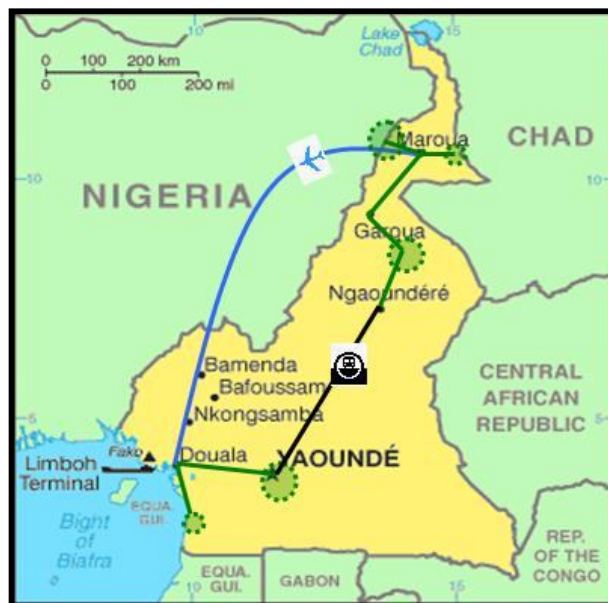 10
15
Lake
Chad
0 100 200 km
0 100 200 mi
Maroua
CHAD
10
NIGERIA
Garoua
Ngaoundéré
Bamenda
Bafoussam
CENTRAL
AFRICAN
REPUBLIC
5
5
Nkongsamba
Fako
Douala
YAOUNDÉ
Limboh
Terminal
EQUA.
GUI.
Bight
of
Biafra
REP.
OF THE
CONGO
10
EQUA.
GUI.
GABON
15